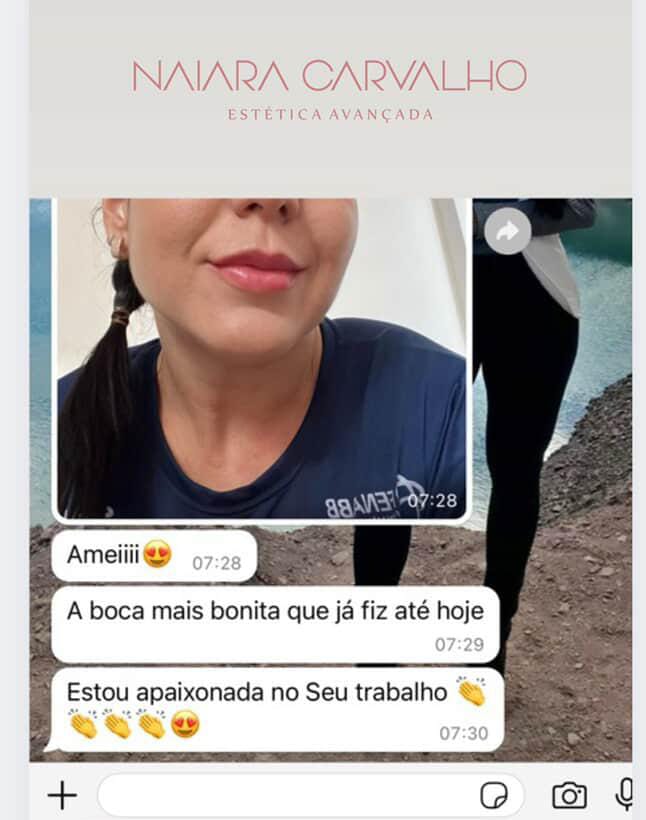 NAIARA CARVALHO
ESTÉTICA AVANÇADA
FENABB
07:28
Ameiiii😍 07:28
A boca mais bonita que já fiz até hoje
07:29
Estou apaixonada no Seu trabalho 👏
👏👏👏😍 07:30